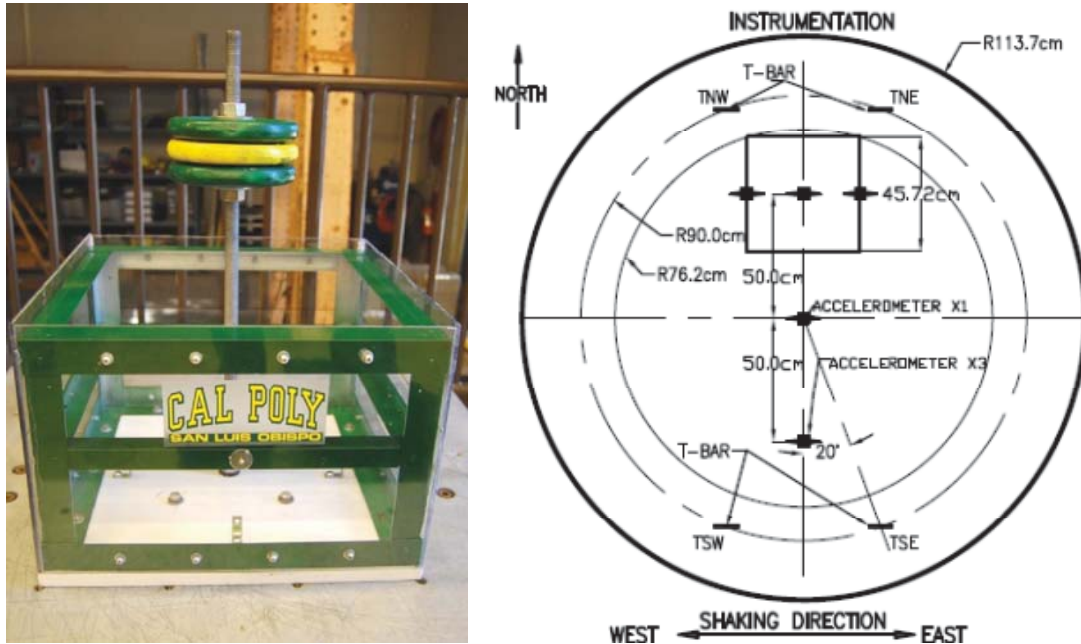 CAL POLY
SAN LUIS OBISPO
INSTRUMENTATION
R113.7cm
T-BAR
NORTH
TNW
TNE
45.72cm
R90.0cm
R76.2cm
50.0cm
ACCELEROMETER X1
50.0cm
ACCELEROMETER X3
T-BAR
20°
TSW
TSE
SHAKING DIRECTION
WEST
EAST